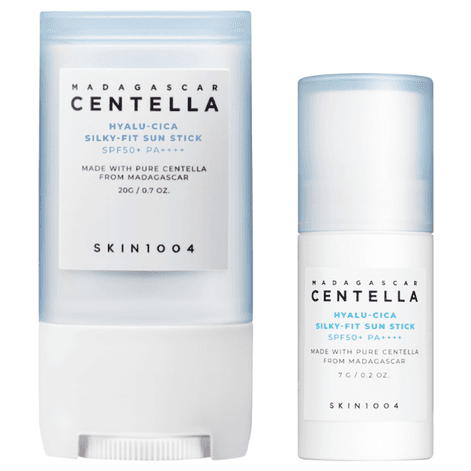 MADAGASCAR
CENTELLA
HYALU-CICA
SILKY-FIT SUN STICK
SPF50+ PA++++
MADE WITH PURE CENTELLA
FROM MADAGASCAR
20G / 0.7 OZ.
SKIN1004
MADAGASCAR
CENTELLA
HYALU-CICA
SILKY-FIT SUN STICK
SPF50+ PA++++
MADE WITH PURE CENTELLA
FROM MADAGASCAR
7 G / 0.2 OZ.
SKIN1004